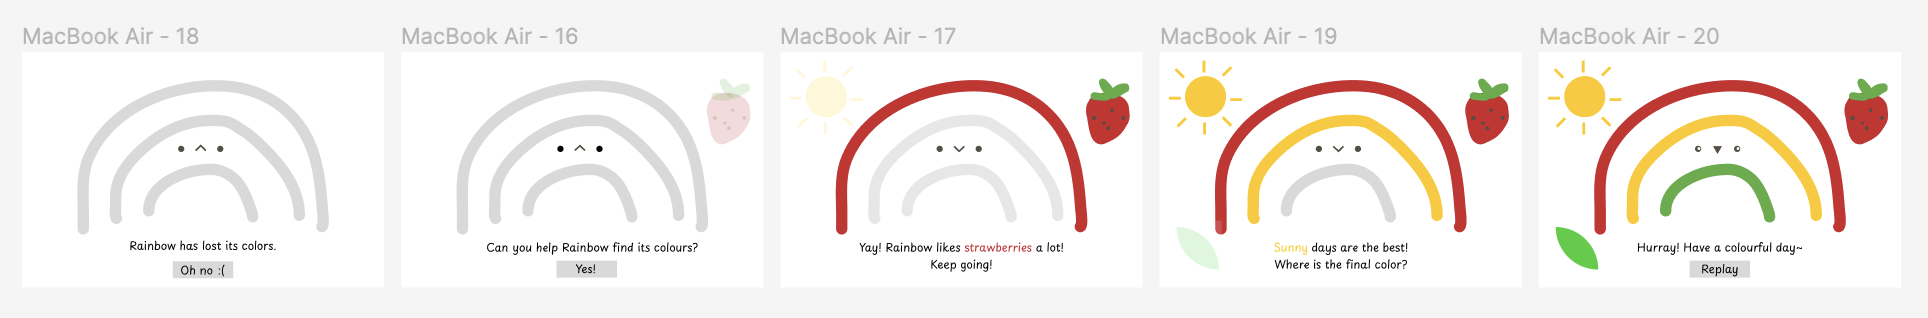 MacBook Air - 18
Rainbow has lost its colors.
Oh no :(
MacBook Air - 16
Can you help Rainbow find its colours?
Yes!
MacBook Air - 17
Yay! Rainbow likes strawberries a lot!
Keep going!
MacBook Air - 19
Sunny days are the best!
Where is the final color?
MacBook Air - 20
Hurray! Have a colourful day~
Replay